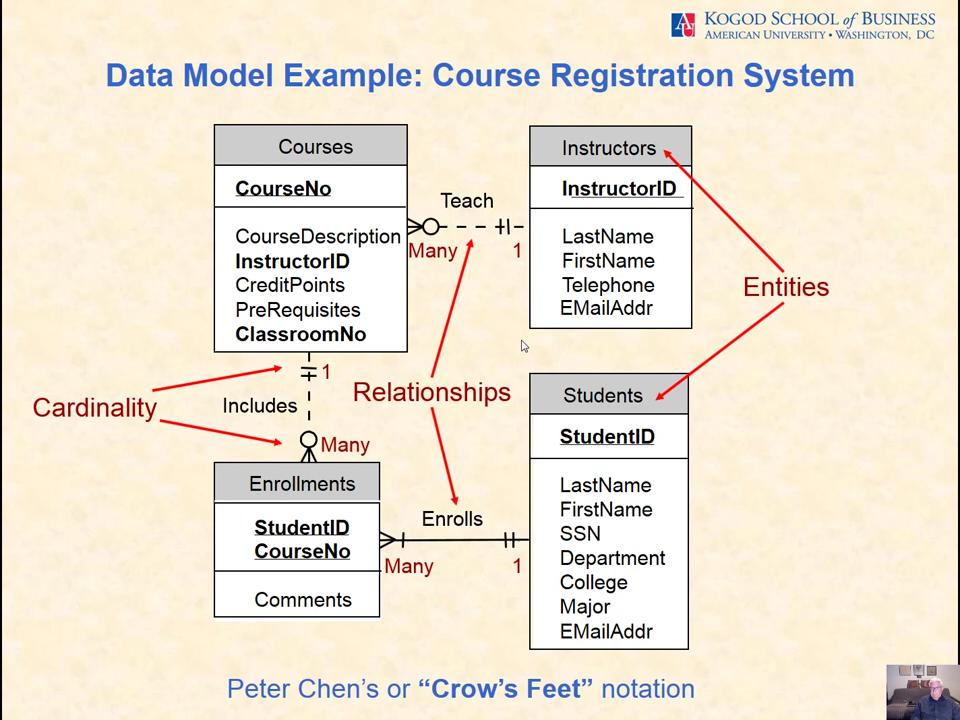 KOGOD SCHOOL of BUSINESS
AMERICAN UNIVERSITY • WASHINGTON, DC
Data Model Example: Course Registration System
Courses
CourseNo
CourseDescription
InstructorID
CreditPoints
PreRequisites
ClassroomNo
Teach
Many
1
Instructors
InstructorID
LastName
FirstName
Telephone
EMailAddr
Entities
Cardinality
1
Includes
Many
Relationships
Enrollments
StudentID
CourseNo
Comments
Enrolls
Many
1
Students
StudentID
LastName
FirstName
SSN
Department
College
Major
EMailAddr
Peter Chen's or “Crow's Feet” notation